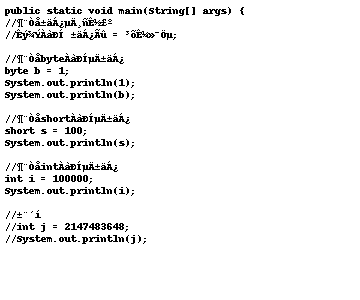 public static void main(String[] args) {
//¶¨Òå±äÁ¿µÄ¸ñÊ½£º
//Êý¾ÝÀàÐÍ ±äÁ¿Ãû = ³õÊ¼»¯Öµ;

//¶¨ÒåbyteÀàÐÍµÄ±äÁ¿
byte b = 1;
System.out.println(1);
System.out.println(b);

//¶¨ÒåshortÀàÐÍµÄ±äÁ¿
short s = 100;
System.out.println(s);

//¶¨ÒåintÀàÐÍµÄ±äÁ¿
int i = 100000;
System.out.println(i);

//±¨´í
//int j = 2147483648;
//System.out.println(j);